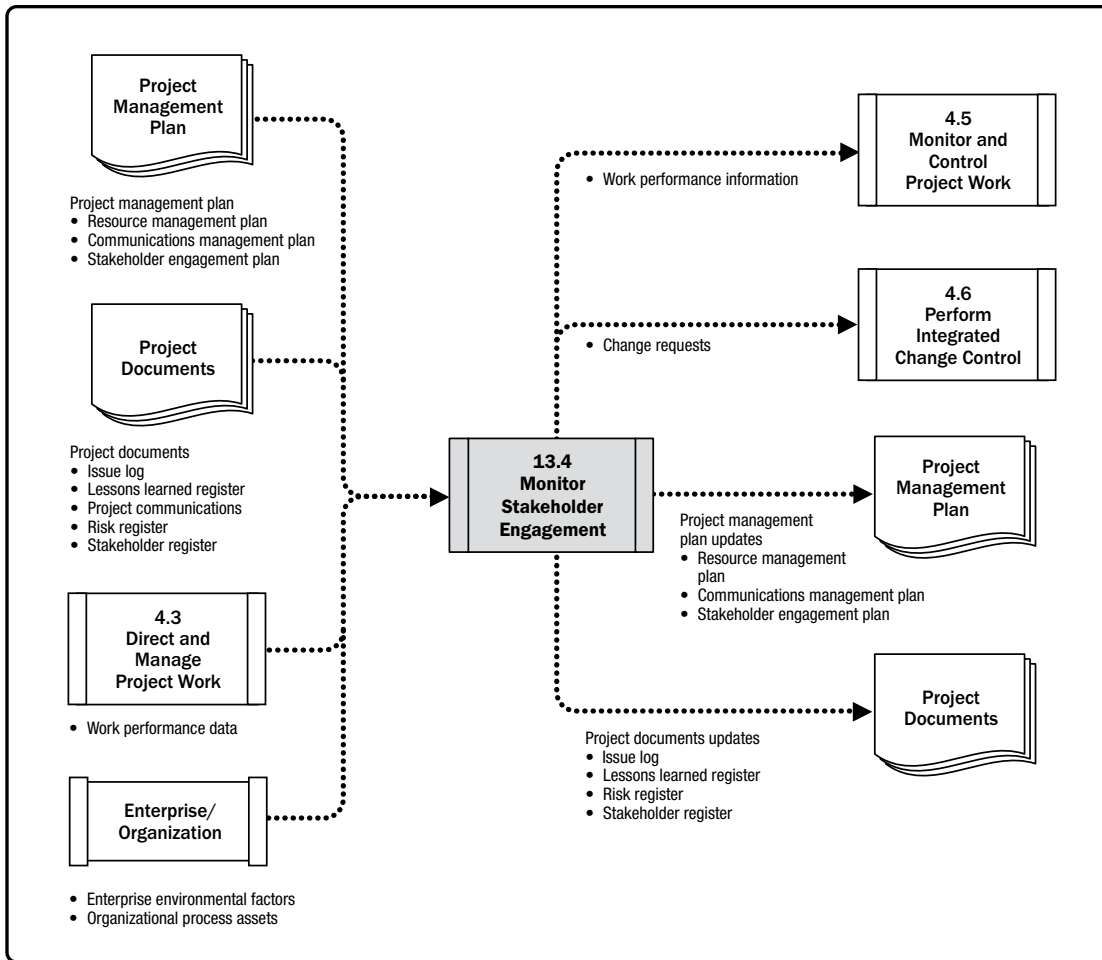 Project
Management
Plan
Project management plan
• Resource management plan
• Communications management plan
• Stakeholder engagement plan
Project
Documents
Project documents
• Issue log
• Lessons learned register
• Project communications
• Risk register
• Stakeholder register
4.3
Direct and
Manage
Project Work
• Work performance data
Enterprise/
Organization
• Enterprise environmental factors
• Organizational process assets
13.4
Monitor
Stakeholder
Engagement
• Work performance information
4.5
Monitor and
Control
Project Work
• Change requests
4.6
Perform
Integrated
Change Control
Project management
plan updates
• Resource management
plan
• Communications management plan
• Stakeholder engagement plan
Project
Management
Plan
Project documents updates
• Issue log
• Lessons learned register
• Risk register
• Stakeholder register
Project
Documents